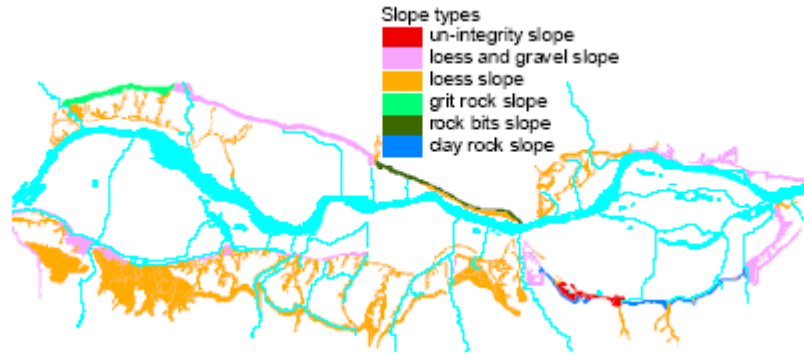 Slope types
un-integrity slope
loess and gravel slope
loess slope
grit rock slope
rock bits slope
clay rock slope